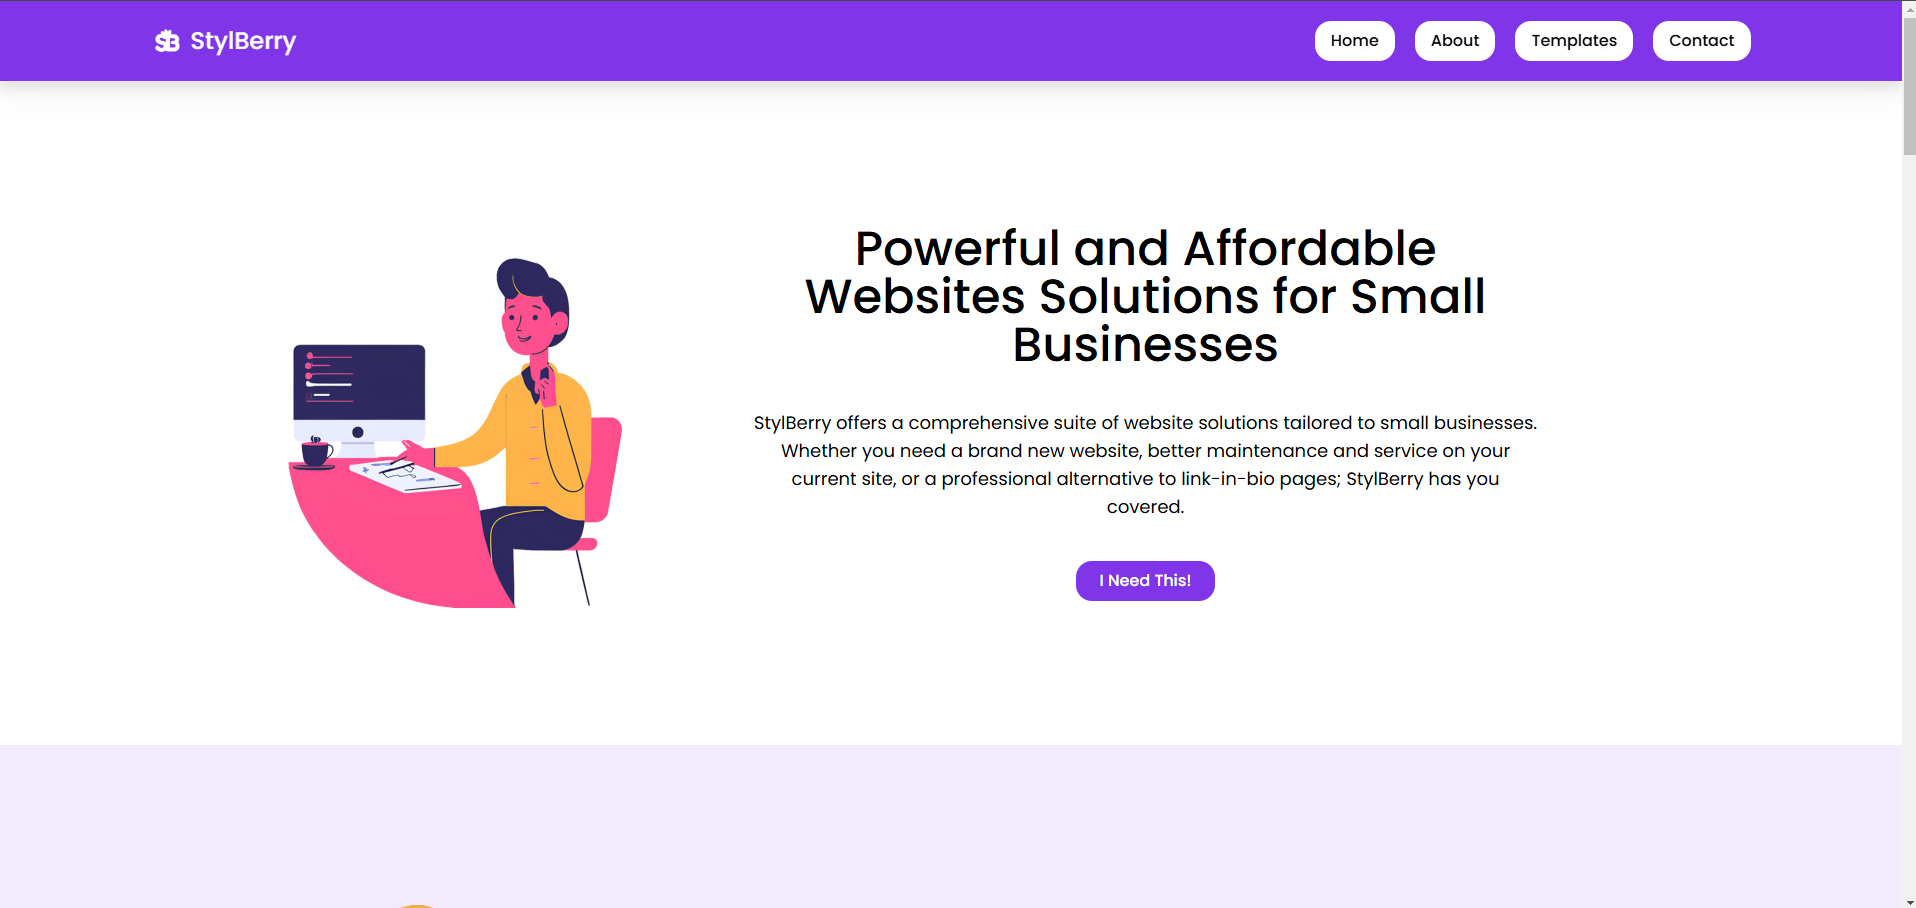 SB StylBerry
Home
About
Templates
Contact
Powerful and Affordable
Websites Solutions for Small
Businesses
StylBerry offers a comprehensive suite of website solutions tailored to small businesses.
Whether you need a brand new website, better maintenance and service on your
current site, or a professional alternative to link-in-bio pages; StylBerry has you
covered.
I Need This!